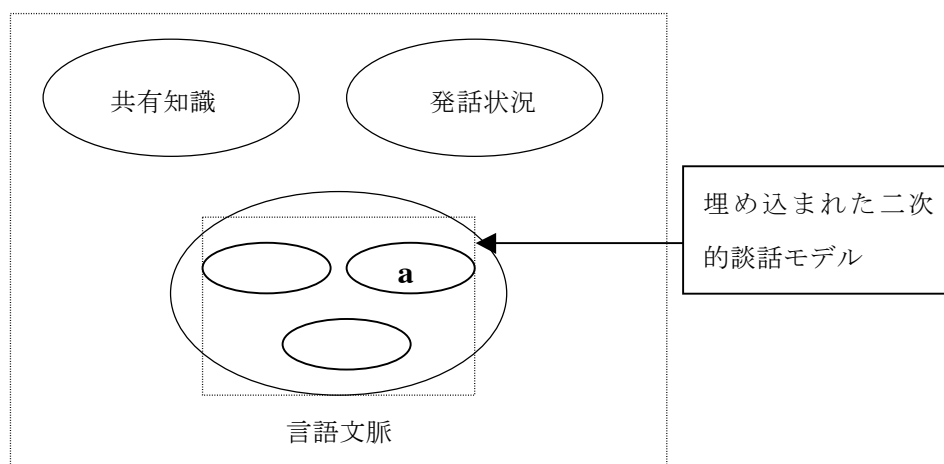 共有知識
発話状況
埋め込まれた二次
的談話モデル
a
言語文脈